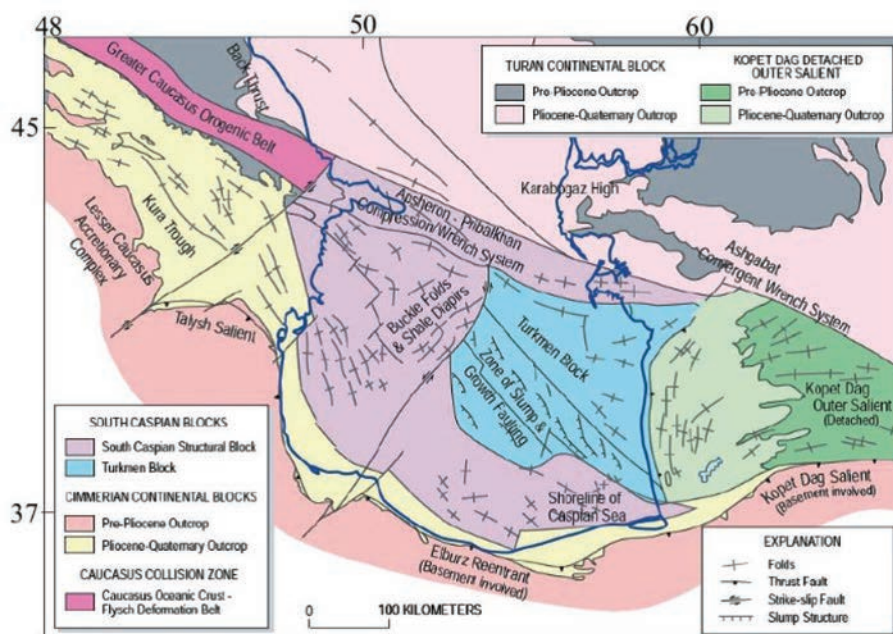 48
50
60
45
37
Greater Caucasus Orogenic Belt
Back Thrust
TURAN CONTINENTAL
BLOCK
Pre-Pliocene Outcrop
Pliocene-Quaternary Outcrop
KOPET DAG DETACHED
OUTER SALIENT
Pre-Pliocene Outcrop
Pliocene-Quaternary Outcrop
Karabogaz High
Apsheron - Pribalkhan
Compression/Wrench System
Ashgabat
Convergent Wrench System
Kura Trough
Lesser Caucasus
Accretionary
Complex
Talysh Salient
Buckle Folds
& Shale Diapirs
Turkmen Block
Zone of Slump &
Growth Faulting
Kopet Dag
Outer Salient
(Detached)
Shoreline of
Caspian Sea
Kopet Dag Salient
(Basement involved)
Elburz Reentrant
(Basement involved)
SOUTH CASPIAN BLOCKS
South Caspian Structural Block
Turkmen Block
CIMMERIAN CONTINENTAL BLOCKS
Pre-Pliocene Outcrop
Pliocene-Quaternary Outcrop
CAUCASUS COLLISION ZONE
Caucasus Oceanic Crust -
Flysch Deformation Belt
0 100 KILOMETERS
EXPLANATION
Folds
Thrust Fault
Strike-slip Fault
Slump Structure